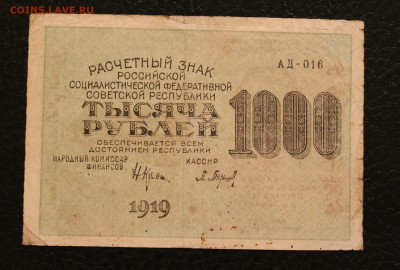 COINS.LAVE.RU
АД-016
РАСЧЕТНЫЙ ЗНАК
РОССИЙСКОЙ
СОЦИАЛИСТИЧЕСКОЙ ФЕДЕРАТИВНОЙ
СОВЕТСКОЙ РЕСПУБЛИКИ
ТЫСЯЧА
РУБЛЕЙ
1000
ОБЕСПЕЧИВАЕТСЯ ВСЕМ
ДОСТОЯНИЕМ РЕСПУБЛИКИ
НАРОДНЫЙ КОМИССАР
ФИНАНСОВ
КАССИР
1919